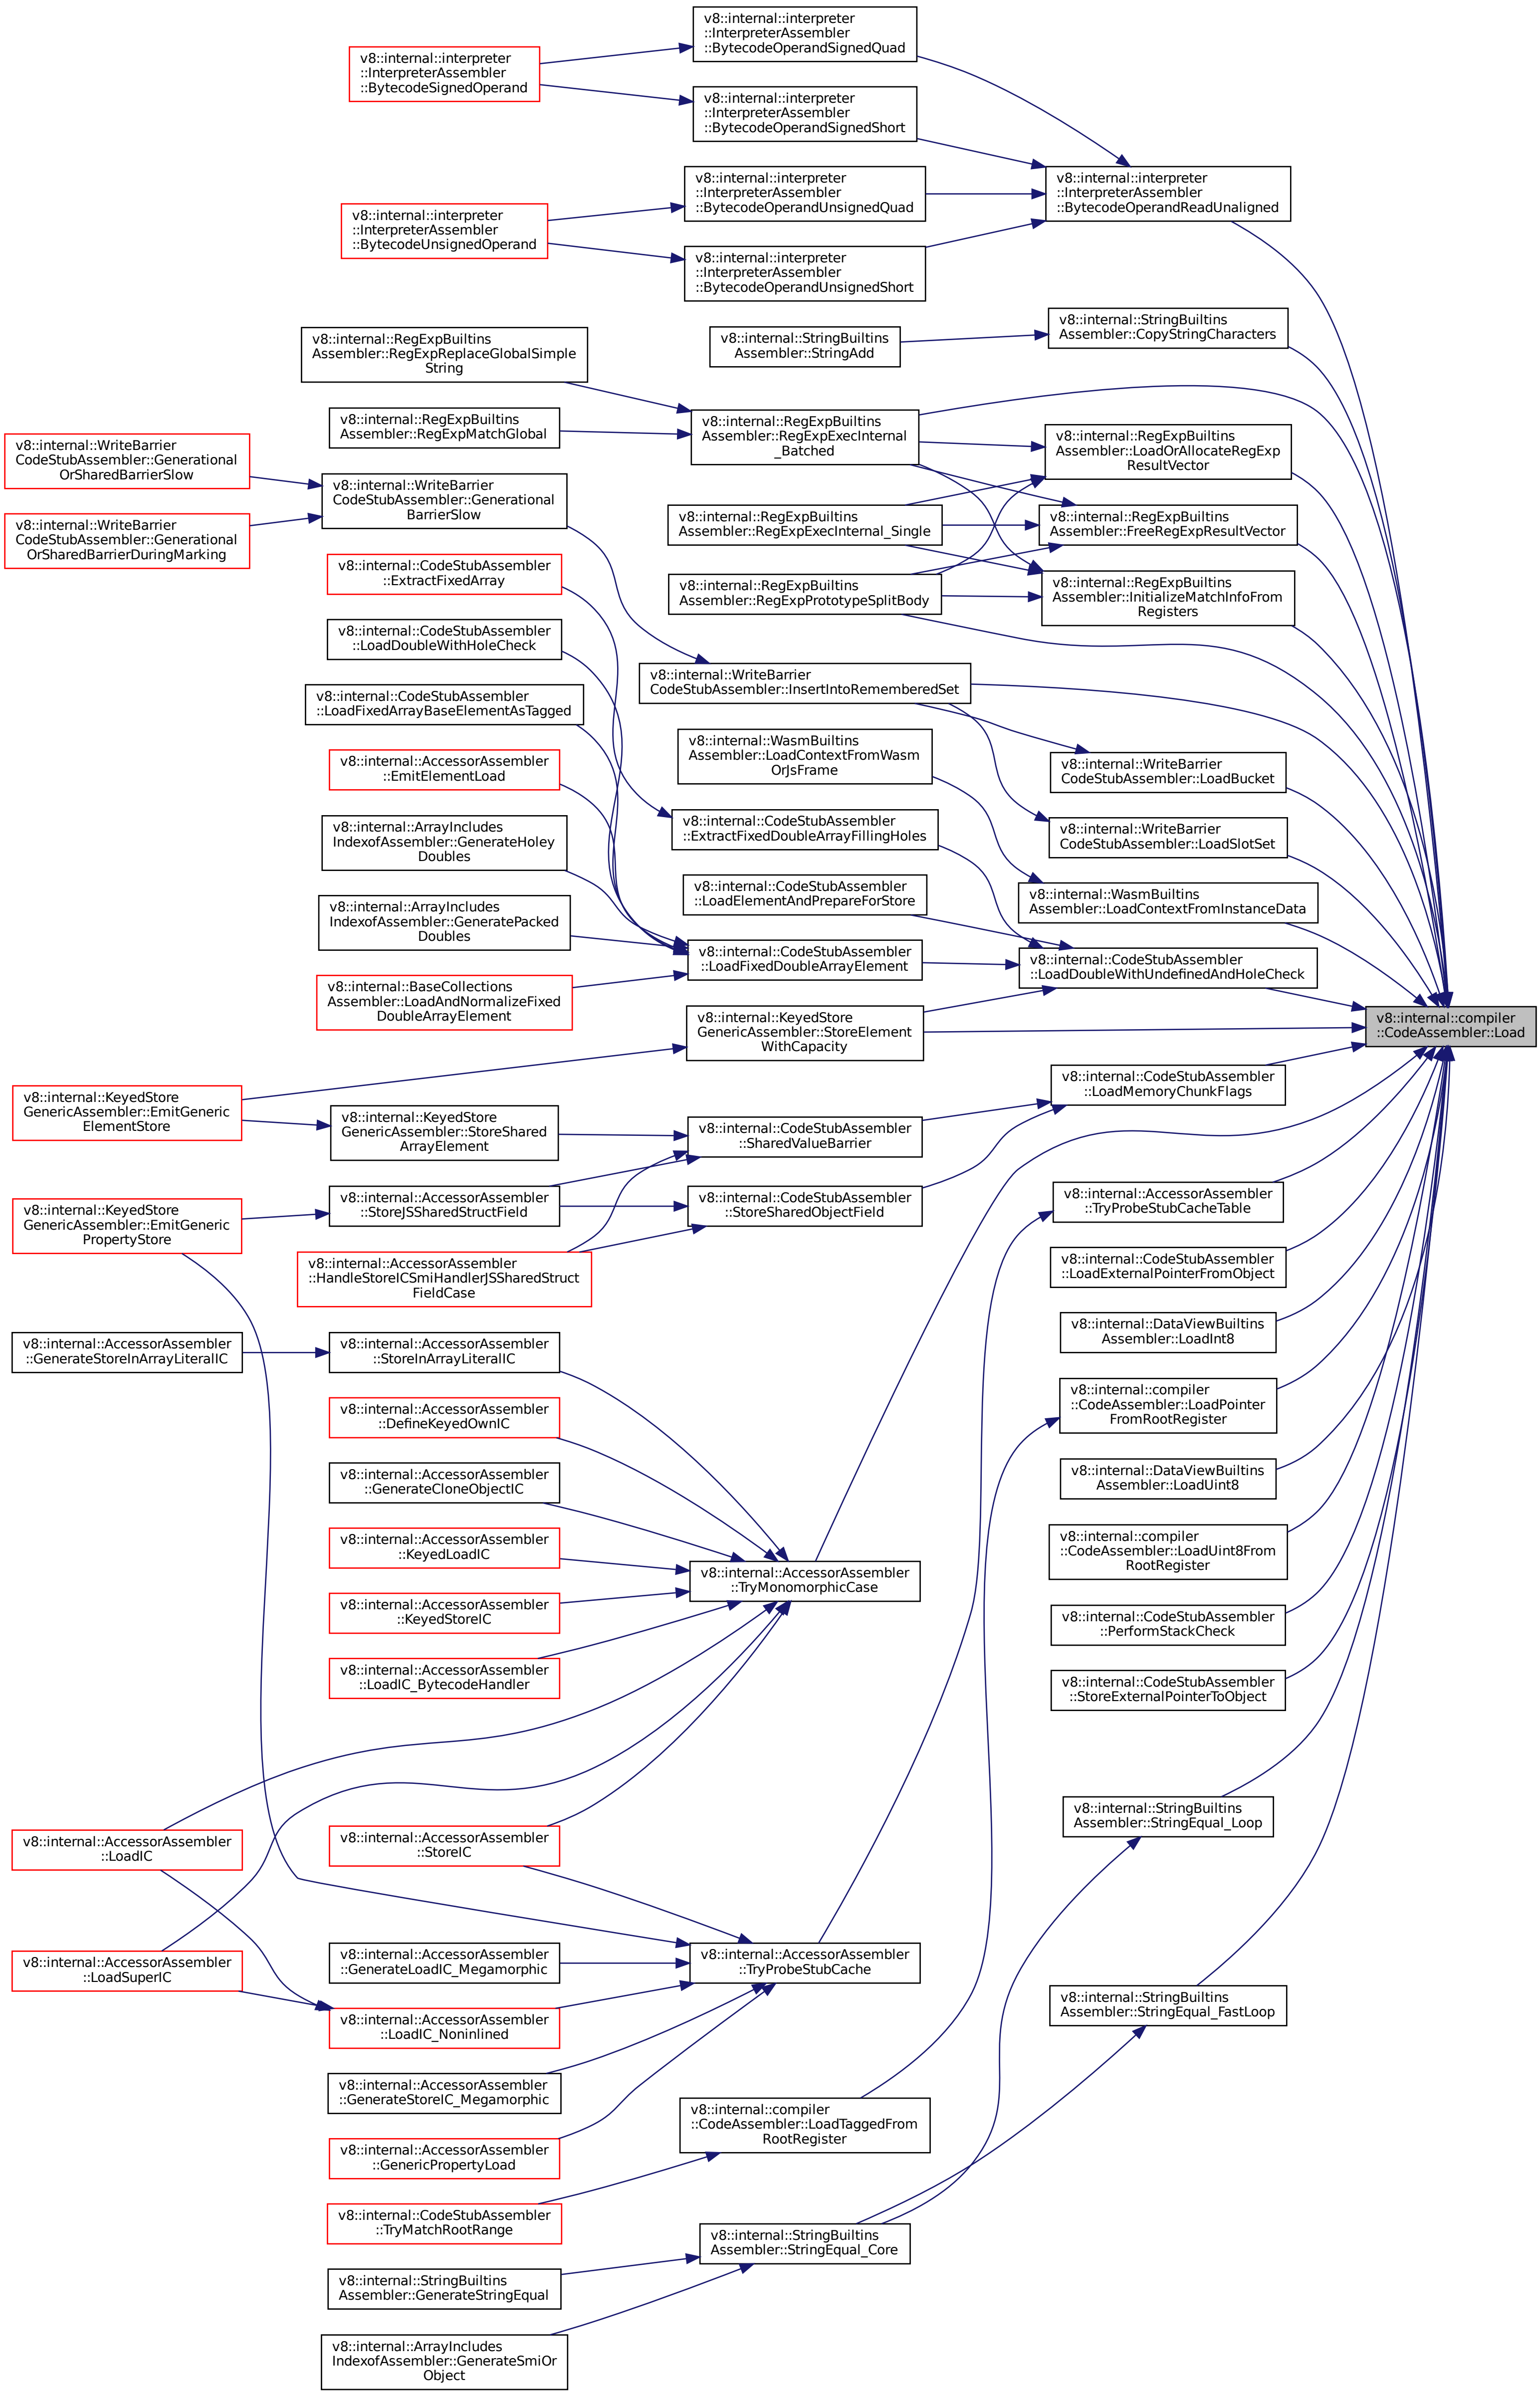 v8::internal::interpreter
::InterpreterAssembler
::BytecodeOperandSignedQuad
v8::internal::interpreter
::InterpreterAssembler
::BytecodeSignedOperand
v8::internal::interpreter
::InterpreterAssembler
::BytecodeOperandSignedShort
v8::internal::interpreter
::InterpreterAssembler
::BytecodeOperandUnsignedQuad
v8::internal::interpreter
::InterpreterAssembler
::BytecodeOperandReadUnaligned
v8::internal::interpreter
::InterpreterAssembler
::BytecodeUnsignedOperand
v8::internal::interpreter
::InterpreterAssembler
::BytecodeOperandUnsignedShort
v8::internal::StringBuiltins
Assembler::CopyStringCharacters
v8::internal::RegExpBuiltins
Assembler::RegExpReplaceGlobalSimple
String
v8::internal::StringBuiltins
Assembler::StringAdd
v8::internal::RegExpBuiltins
Assembler::RegExpMatchGlobal
v8::internal::RegExpBuiltins
Assembler::RegExpExecInternal
_Batched
v8::internal::RegExpBuiltins
Assembler::LoadOrAllocateRegExp
ResultVector
v8::internal::WriteBarrier
CodeStubAssembler::Generational
OrSharedBarrierSlow
v8::internal::WriteBarrier
CodeStubAssembler::Generational
BarrierSlow
v8::internal::WriteBarrier
CodeStubAssembler::Generational
OrSharedBarrierDuringMarking
v8::internal::RegExpBuiltins
Assembler::RegExpExecInternal_Single
v8::internal::RegExpBuiltins
Assembler::FreeRegExpResultVector
v8::internal::CodeStubAssembler
::ExtractFixedArray
v8::internal::RegExpBuiltins
Assembler::RegExpPrototypeSplitBody
v8::internal::RegExpBuiltins
Assembler::InitializeMatchInfoFrom
Registers
v8::internal::CodeStubAssembler
::LoadDoubleWithHoleCheck
v8::internal::WriteBarrier
CodeStubAssembler::InsertIntoRememberedSet
v8::internal::CodeStubAssembler
::LoadFixedArrayBaseElementAsTagged
v8::internal::WasmBuiltins
Assembler::LoadContextFromWasm
OrJsFrame
v8::internal::WriteBarrier
CodeStubAssembler::LoadBucket
v8::internal::AccessorAssembler
::EmitElementLoad
v8::internal::ArrayIncludes
IndexofAssembler::GenerateHoley
Doubles
v8::internal::CodeStubAssembler
::ExtractFixedDoubleArrayFillingHoles
v8::internal::WriteBarrier
CodeStubAssembler::LoadSlotSet
v8::internal::CodeStubAssembler
::LoadElementAndPrepareForStore
v8::internal::WasmBuiltins
Assembler::LoadContextFromInstanceData
v8::internal::ArrayIncludes
IndexofAssembler::GeneratePacked
Doubles
v8::internal::CodeStubAssembler
::LoadFixedDoubleArrayElement
v8::internal::CodeStubAssembler
::LoadDoubleWithUndefinedAndHoleCheck
v8::internal::BaseCollections
Assembler::LoadAndNormalizeFixed
DoubleArrayElement
v8::internal::KeyedStore
GenericAssembler::StoreElement
WithCapacity
v8::internal::compiler
::CodeAssembler::Load
v8::internal::KeyedStore
GenericAssembler::EmitGeneric
ElementStore
v8::internal::KeyedStore
GenericAssembler::StoreShared
ArrayElement
v8::internal::CodeStubAssembler
::SharedValueBarrier
v8::internal::CodeStubAssembler
::LoadMemoryChunkFlags
v8::internal::KeyedStore
GenericAssembler::EmitGeneric
PropertyStore
v8::internal::AccessorAssembler
::StoreJSSharedStructField
v8::internal::CodeStubAssembler
::StoreSharedObjectField
v8::internal::AccessorAssembler
::TryProbeStubCacheTable
v8::internal::AccessorAssembler
::HandleStoreICSmiHandlerJSSharedStruct
FieldCase
v8::internal::CodeStubAssembler
::LoadExternalPointerFromObject
v8::internal::DataViewBuiltins
Assembler::LoadInt8
v8::internal::AccessorAssembler
::GenerateStoreInArrayLiteralIC
v8::internal::AccessorAssembler
::StoreInArrayLiteralIC
v8::internal::compiler
::CodeAssembler::LoadPointer
FromRootRegister
v8::internal::AccessorAssembler
::DefineKeyedOwnIC
v8::internal::AccessorAssembler
::GenerateCloneObjectIC
v8::internal::DataViewBuiltins
Assembler::LoadUint8
v8::internal::AccessorAssembler
::KeyedLoadIC
v8::internal::compiler
::CodeAssembler::LoadUint8From
RootRegister
v8::internal::AccessorAssembler
::TryMonomorphicCase
v8::internal::AccessorAssembler
::KeyedStoreIC
v8::internal::CodeStubAssembler
::PerformStackCheck
v8::internal::AccessorAssembler
::LoadIC_BytecodeHandler
v8::internal::CodeStubAssembler
::StoreExternalPointerToObject
v8::internal::StringBuiltins
Assembler::StringEqual_Loop
v8::internal::AccessorAssembler
::LoadIC
v8::internal::AccessorAssembler
::StoreIC
v8::internal::AccessorAssembler
::LoadSuperIC
v8::internal::AccessorAssembler
::GenerateLoadIC_Megamorphic
v8::internal::AccessorAssembler
::TryProbeStubCache
v8::internal::StringBuiltins
Assembler::StringEqual_FastLoop
v8::internal::AccessorAssembler
::LoadIC_Noninlined
v8::internal::AccessorAssembler
::GenerateStoreIC_Megamorphic
v8::internal::compiler
::CodeAssembler::LoadTaggedFrom
RootRegister
v8::internal::AccessorAssembler
::GenericPropertyLoad
v8::internal::CodeStubAssembler
::TryMatchRootRange
v8::internal::StringBuiltins
Assembler::StringEqual_Core
v8::internal::StringBuiltins
Assembler::GenerateStringEqual
v8::internal::ArrayIncludes
IndexofAssembler::GenerateSmiOr
Object